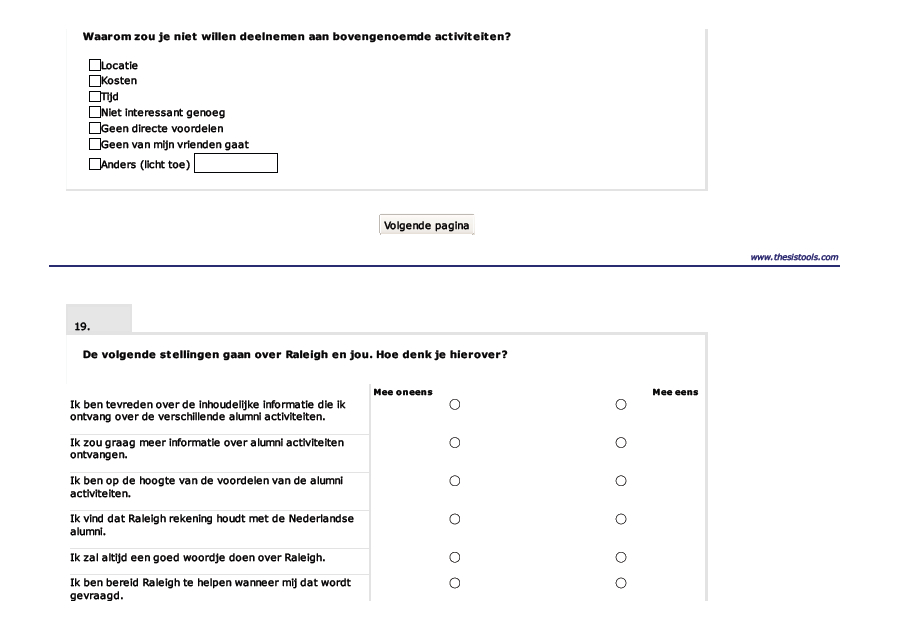 Waarom zou je niet willen deelnemen aan bovengenoemde activiteiten?
Locatie
Kosten
Tijd
Niet interessant genoeg
Geen directe voordelen
Geen van mijn vrienden gaat
Anders (licht toe)
Volgende pagina
www.thesistools.com
19.
De volgende stellingen gaan over Raleigh en jou. Hoe denk je hierover?
Mee oneens Mee eens
Ik ben tevreden over de inhoudelijke informatie die ik
ontvang over de verschillende alumni activiteiten.
Ik zou graag meer informatie over alumni activiteiten
ontvangen.
Ik ben op de hoogte van de voordelen van de alumni
activiteiten.
Ik vind dat Raleigh rekening houdt met de Nederlandse
alumni.
Ik zal altijd een goed woordje doen over Raleigh.
Ik ben bereid Raleigh te helpen wanneer mij dat wordt
gevraagd.